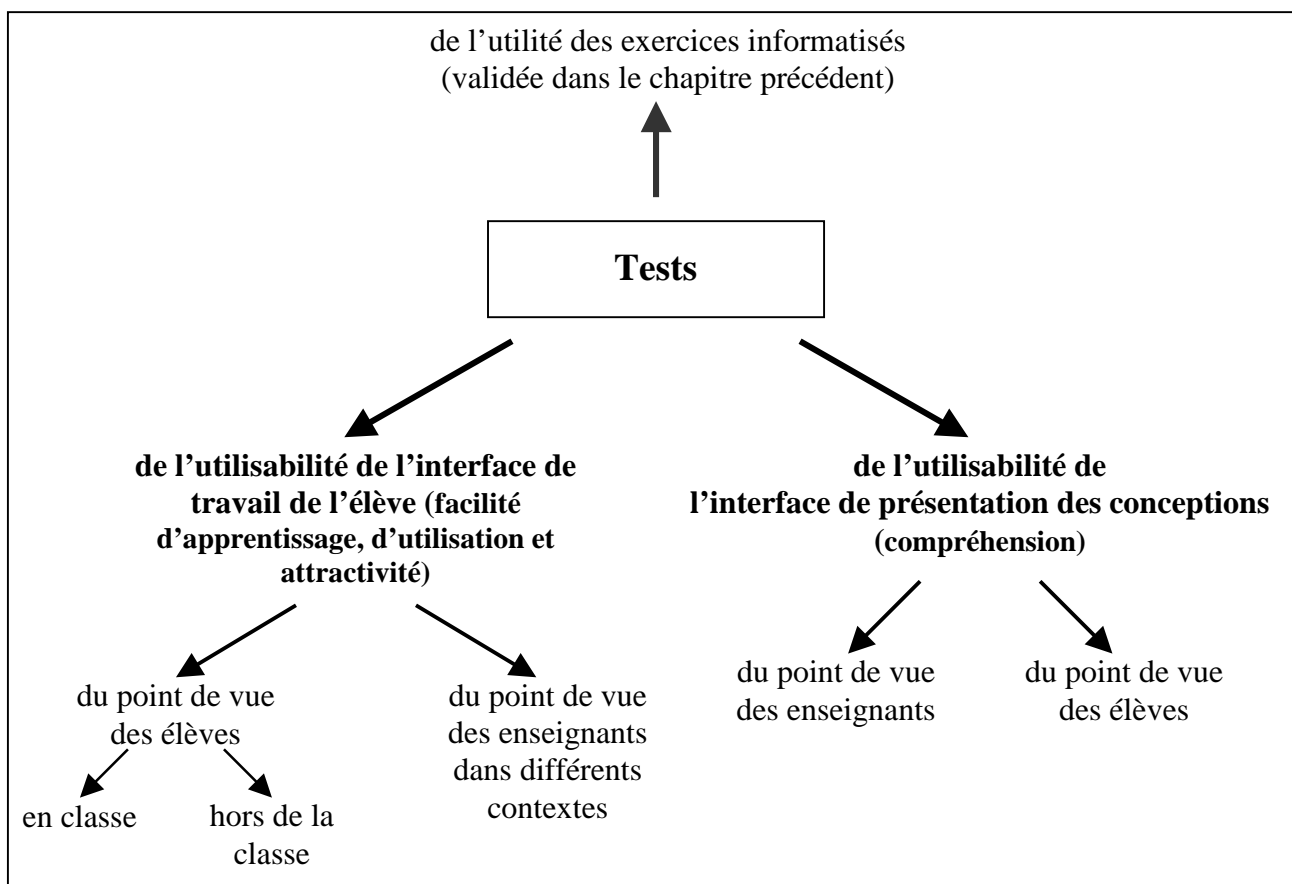 de l’utilité des exercices informatisés
(validée dans le chapitre précédent)
Tests
de l’utilisabilité de l’interface de
travail de l’élève (facilité
d’apprentissage, d’utilisation et
attractivité)
de l’utilisabilité de
l’interface de présentation des conceptions
(compréhension)
du point de vue
des élèves
du point de vue
des enseignants
dans différents
contextes
du point de vue
des enseignants
du point de vue
des élèves
en classe
hors de la
classe